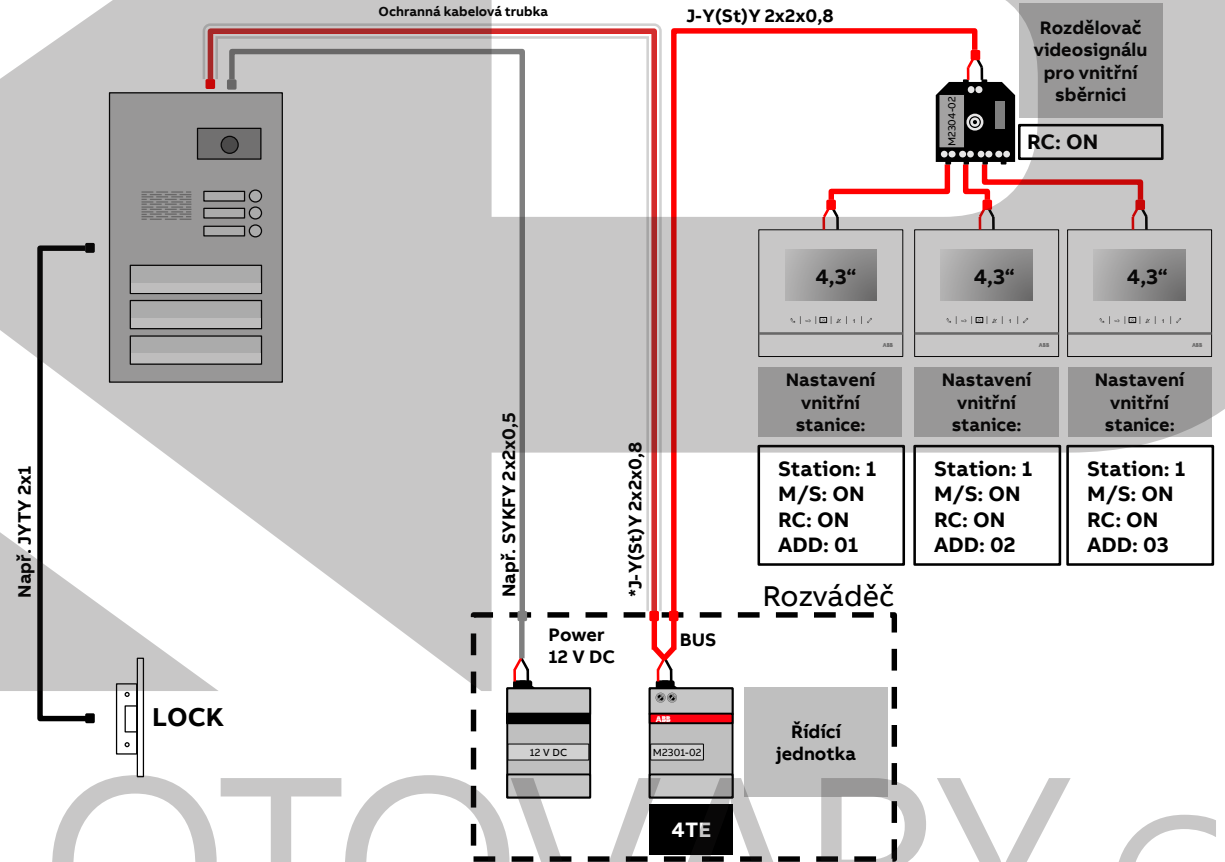 Ochranná kabelová trubka
J-Y(St)Y 2x2x0,8
Rozdělovač
videosignálu
pro vnitřní
sběrnici
M2304-02
RC: ON
4,3“
4,3“
4,3“
ABB
ABB
ABB
Nastavení
vnitřní
stanice:
Nastavení
vnitřní
stanice:
Nastavení
vnitřní
stanice:
Station: 1
M/S: ON
RC: ON
ADD: 01
Station: 1
M/S: ON
RC: ON
ADD: 02
Station: 1
M/S: ON
RC: ON
ADD: 03
Např. JYTY 2x1
Např. SYKFY 2x2x0,5
*J-Y(St)Y 2x2x0,8
Rozváděč
Power
12 V DC
BUS
LOCK
12 V DC
ABB
M2301-02
Řídící
jednotka
4TE
OTOVARY.c